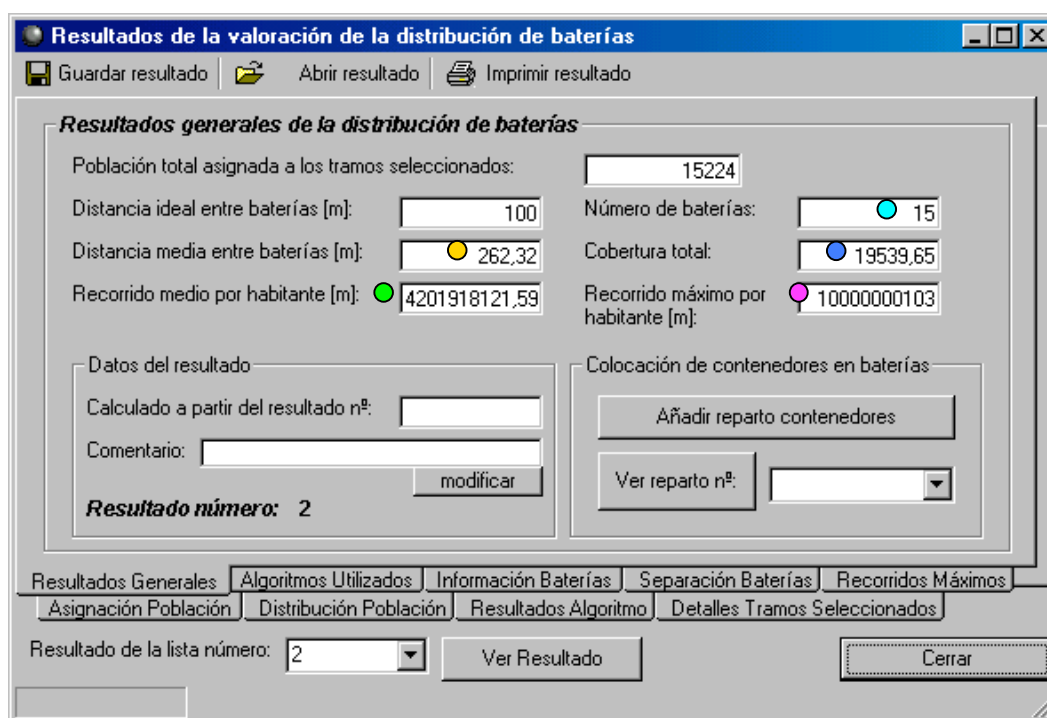 Resultados de la valoración de la distribución de baterías
Guardar resultado Abrir resultado Imprimir resultado
Resultados generales de la distribución de baterías
Población total asignada a los tramos seleccionados: 15224
Distancia ideal entre baterías [m]: 100 Número de baterías: 15
Distancia media entre baterías [m]: 262,32 Cobertura total: 19539,65
Recorrido medio por habitante [m]: 4201918121,59 Recorrido máximo por 10000000103
habitante [m]:
Datos del resultado Colocación de contenedores en baterías
Calculado a partir del resultado nº: Añadir reparto contenedores
Comentario:
modificar Ver reparto nº:
Resultado número: 2
Resultados Generales Algoritmos Utilizados Información Baterías Separación Baterías Recorridos Máximos
Asignación Población Distribución Población Resultados Algoritmo Detalles Tramos Seleccionados
Resultado de la lista número: 2 Ver Resultado Cerrar